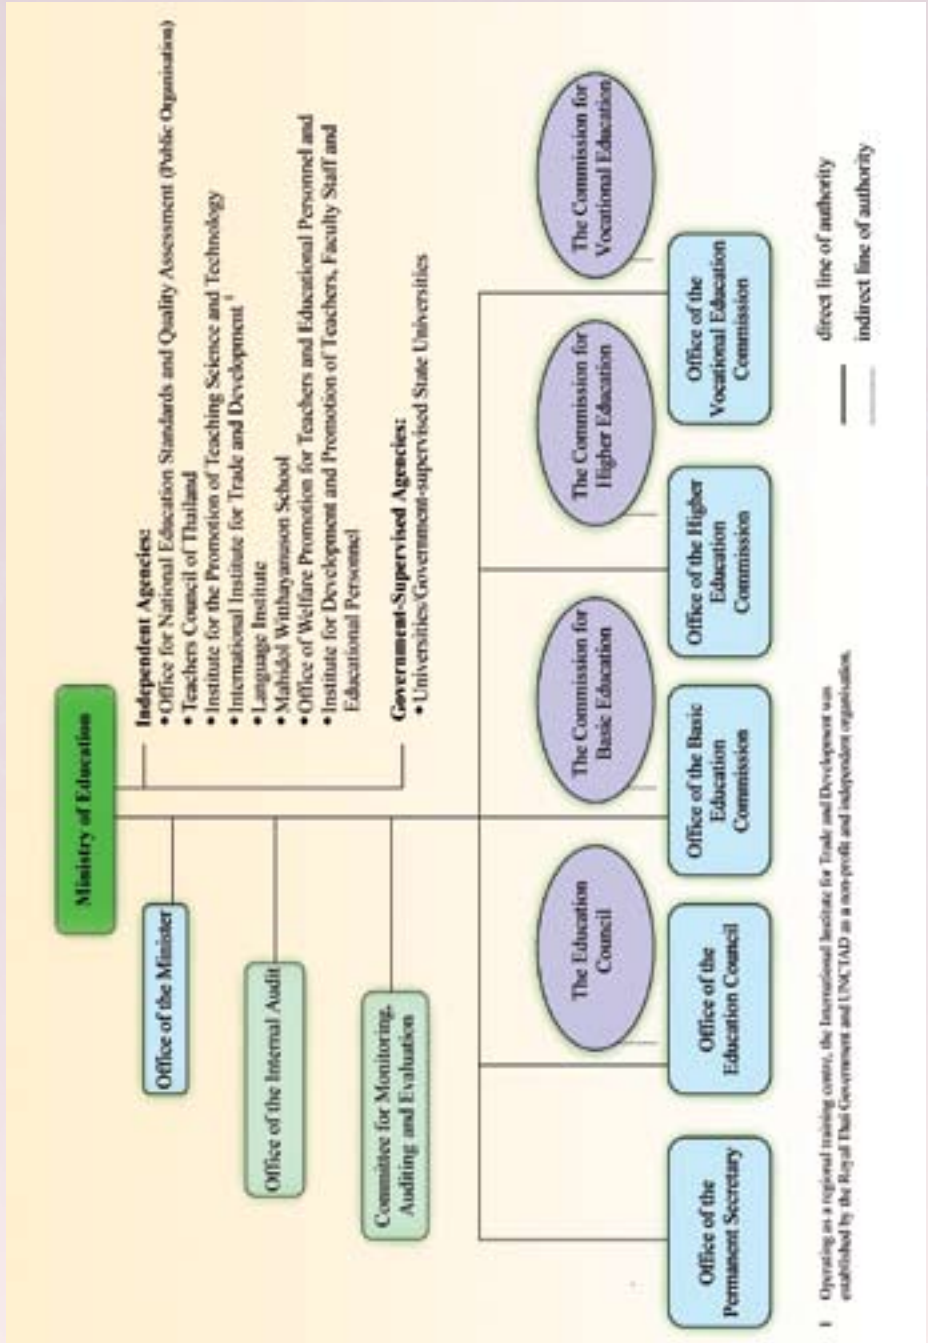 Ministry of Education
Office of the Minister
Office of the Internal Audit
Committee for Monitoring,
Auditing and Evaluation
Independent Agencies:
• Office for National Education Standards and Quality Assessment (Public Organisation)
• Teachers Council of Thailand
• Institute for the Promotion of Teaching Science and Technology
• International Institute for Trade and Development 1
• Language Institute
• Mahidol Witthayanuson School
• Office of Welfare Promotion for Teachers and Educational Personnel and
• Institute for Development and Promotion of Teachers, Faculty Staff and
Educational Personnel
Government-Supervised Agencies:
• Universities/Government-supervised State Universities
The Education
Council
The Commission for
Basic Education
The Commission for
Higher Education
The Commission for
Vocational Education
Office of the
Permanent Secretary
Office of the
Education Council
Office of the Basic
Education
Commission
Office of the Higher
Education
Commission
Office of the
Vocational Education
Commission
direct line of authority
indirect line of authority
1 Operating as a regional training centre, the International Institute for Trade and Development was
established by the Royal Thai Government and UNCTAD as a non-profit and independent organisation.